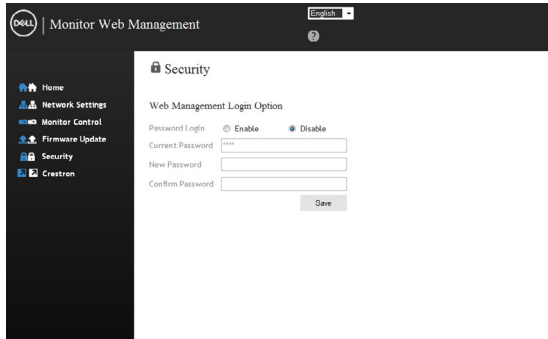 DELL | Monitor Web Management
English
?
Home
Network Settings
Monitor Control
Firmware Update
Security
Crestron
Security
Web Management Login Option
Password Login Enable Disable
Current Password ****
New Password
Confirm Password
Save